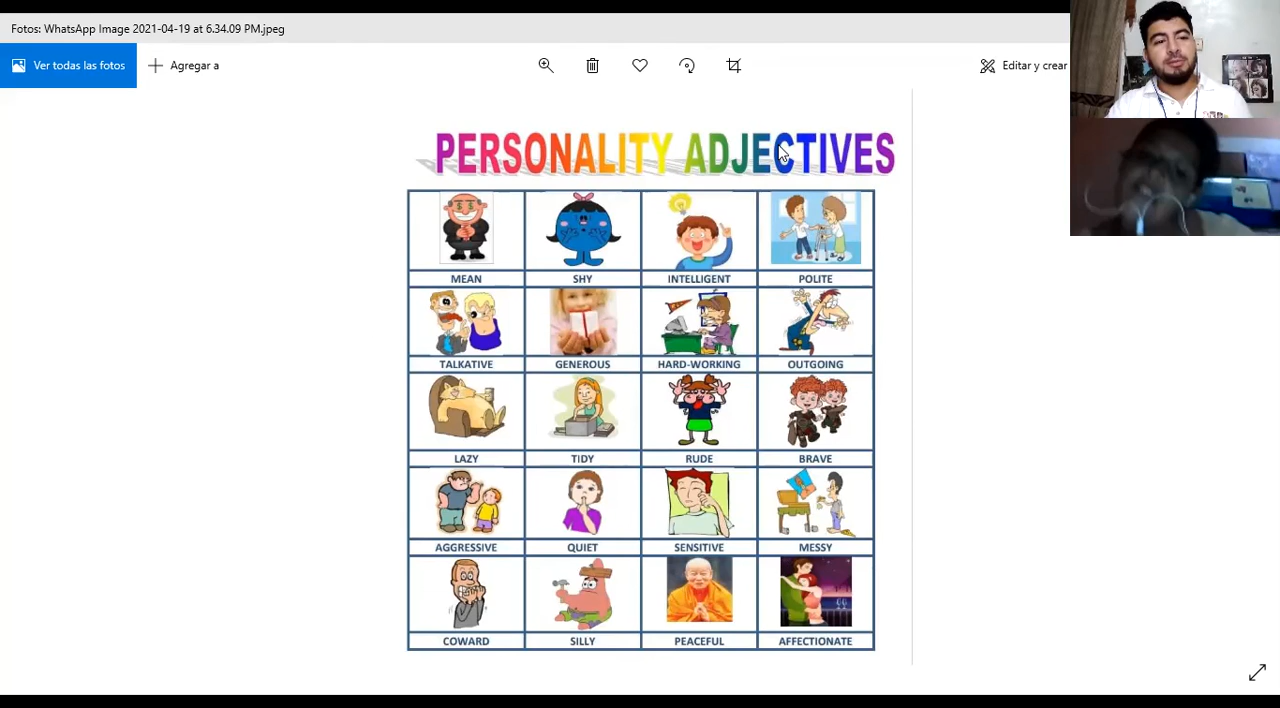 Fotos: WhatsApp Image 2021-04-19 at 6.34.09 PM.jpeg
Ver todas las fotos
Agregar a
Editar y crear
PERSONALITY ADJECTIVES
MEAN SHY INTELLIGENT POLITE
TALKATIVE GENEROUS HARD-WORKING OUTGOING
LAZY TIDY RUDE BRAVE
AGGRESSIVE QUIET SENSITIVE MESSY
COWARD SILLY PEACEFUL AFFECTIONATE